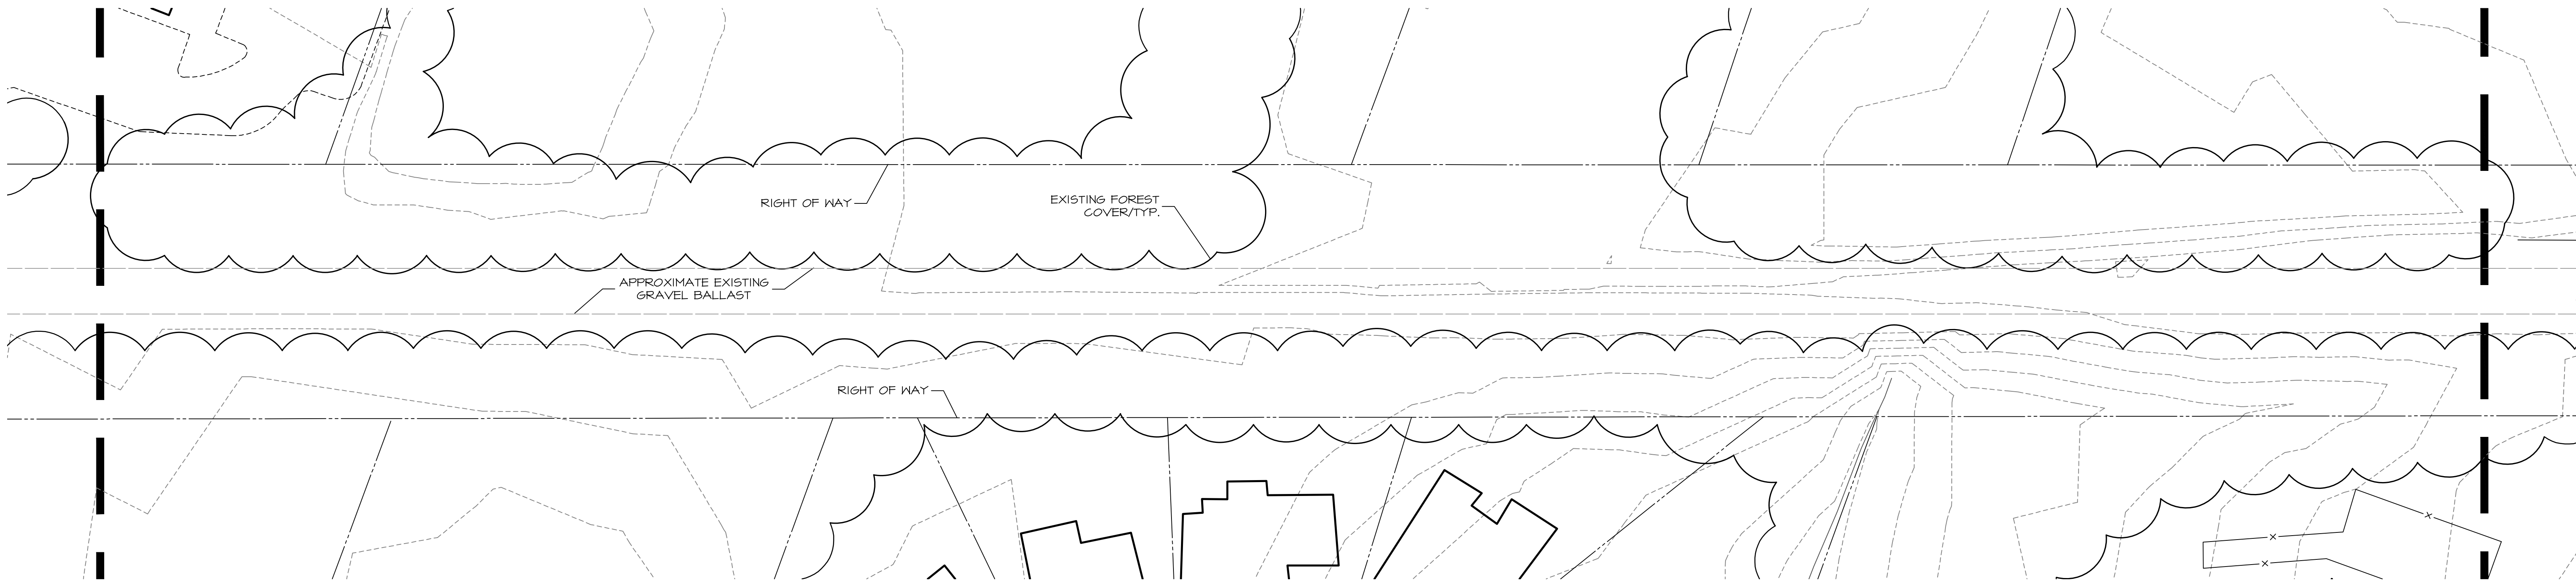 RIGHT OF WAY
EXISTING FOREST
COVER/TYP.
APPROXIMATE EXISTING
GRAVEL BALLAST
RIGHT OF WAY